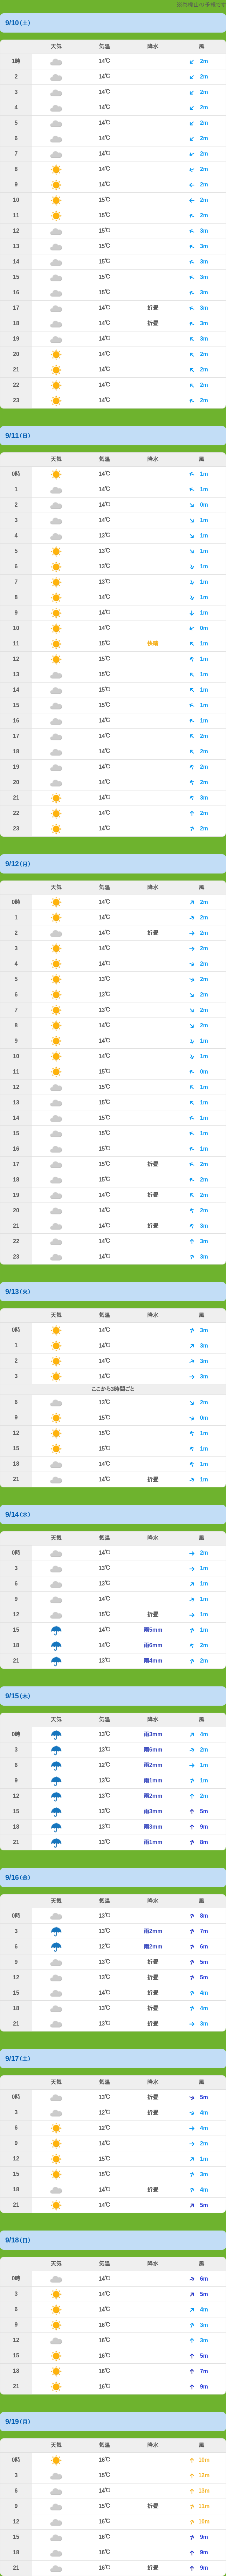 ※巻機山の予報です
9/10(土)
天気 気温 降水 風
1時 14℃ 2m
2 14℃ 2m
3 14℃ 2m
4 14℃ 2m
5 14℃ 2m
6 14℃ 2m
7 14℃ 2m
8 14℃ 2m
9 14℃ 2m
10 15℃ 2m
11 15℃ 2m
12 15℃ 3m
13 15℃ 3m
14 15℃ 3m
15 15℃ 3m
16 15℃ 3m
17 14℃ 折曇 3m
18 14℃ 折曇 3m
19 14℃ 3m
20 14℃ 2m
21 14℃ 2m
22 14℃ 2m
23 14℃ 2m
9/11(日)
天気 気温 降水 風
0時 14℃ 1m
1 14℃ 1m
2 14℃ 0m
3 14℃ 1m
4 13℃ 1m
5 13℃ 1m
6 13℃ 1m
7 13℃ 1m
8 14℃ 1m
9 14℃ 1m
10 14℃ 0m
11 15℃ 快晴 1m
12 15℃ 1m
13 15℃ 1m
14 15℃ 1m
15 15℃ 1m
16 14℃ 1m
17 14℃ 2m
18 14℃ 2m
19 14℃ 2m
20 14℃ 2m
21 14℃ 3m
22 14℃ 2m
23 14℃ 2m
9/12(月)
天気 気温 降水 風
0時 14℃ 2m
1 14℃ 2m
2 14℃ 折曇 2m
3 14℃ 2m
4 14℃ 2m
5 13℃ 2m
6 13℃ 2m
7 13℃ 2m
8 14℃ 2m
9 14℃ 1m
10 14℃ 1m
11 15℃ 0m
12 15℃ 1m
13 15℃ 1m
14 15℃ 1m
15 15℃ 1m
16 15℃ 1m
17 15℃ 折曇 2m
18 14℃ 2m
19 14℃ 折曇 2m
20 14℃ 2m
21 14℃ 折曇 3m
22 14℃ 3m
23 14℃ 3m
9/13(火)
天気 気温 降水 風
0時 14℃ 3m
1 14℃ 3m
2 14℃ 3m
3 14℃ 3m
ここから3時間ごと
6 13℃ 2m
9 15℃ 0m
12 15℃ 1m
15 15℃ 1m
18 14℃ 1m
21 14℃ 折曇 1m
9/14(水)
天気 気温 降水 風
0時 14℃ 2m
3 13℃ 1m
6 13℃ 1m
9 14℃ 1m
12 15℃ 折曇 1m
15 15℃ 雨5mm 1m
18 14℃ 雨6mm 2m
21 13℃ 雨4mm 2m
9/15(木)
天気 気温 降水 風
0時 13℃ 雨3mm 4m
3 13℃ 雨6mm 2m
6 12℃ 雨2mm 1m
9 13℃ 雨1mm 1m
12 13℃ 雨2mm 2m
15 13℃ 雨3mm 5m
18 13℃ 雨3mm 9m
21 13℃ 雨1mm 8m
9/16(金)
天気 気温 降水 風
0時 13℃ 8m
3 13℃ 雨2mm 7m
6 12℃ 雨2mm 6m
9 13℃ 折曇 5m
12 13℃ 折曇 5m
15 14℃ 折曇 4m
18 13℃ 折曇 4m
21 13℃ 折曇 3m
9/17(土)
天気 気温 降水 風
0時 13℃ 折曇 5m
3 12℃ 折曇 4m
6 12℃ 4m
9 14℃ 2m
12 15℃ 1m
15 15℃ 3m
18 14℃ 折曇 4m
21 14℃ 5m
9/18(日)
天気 気温 降水 風
0時 14℃ 6m
3 14℃ 5m
6 14℃ 4m
9 16℃ 3m
12 16℃ 3m
15 16℃ 5m
18 16℃ 7m
21 16℃ 9m
9/19(月)
天気 気温 降水 風
0時 16℃ 10m
3 15℃ 12m
6 14℃ 13m
9 15℃ 折曇 11m
12 16℃ 10m
15 16℃ 9m
18 16℃ 9m
21 16℃ 折曇 9m